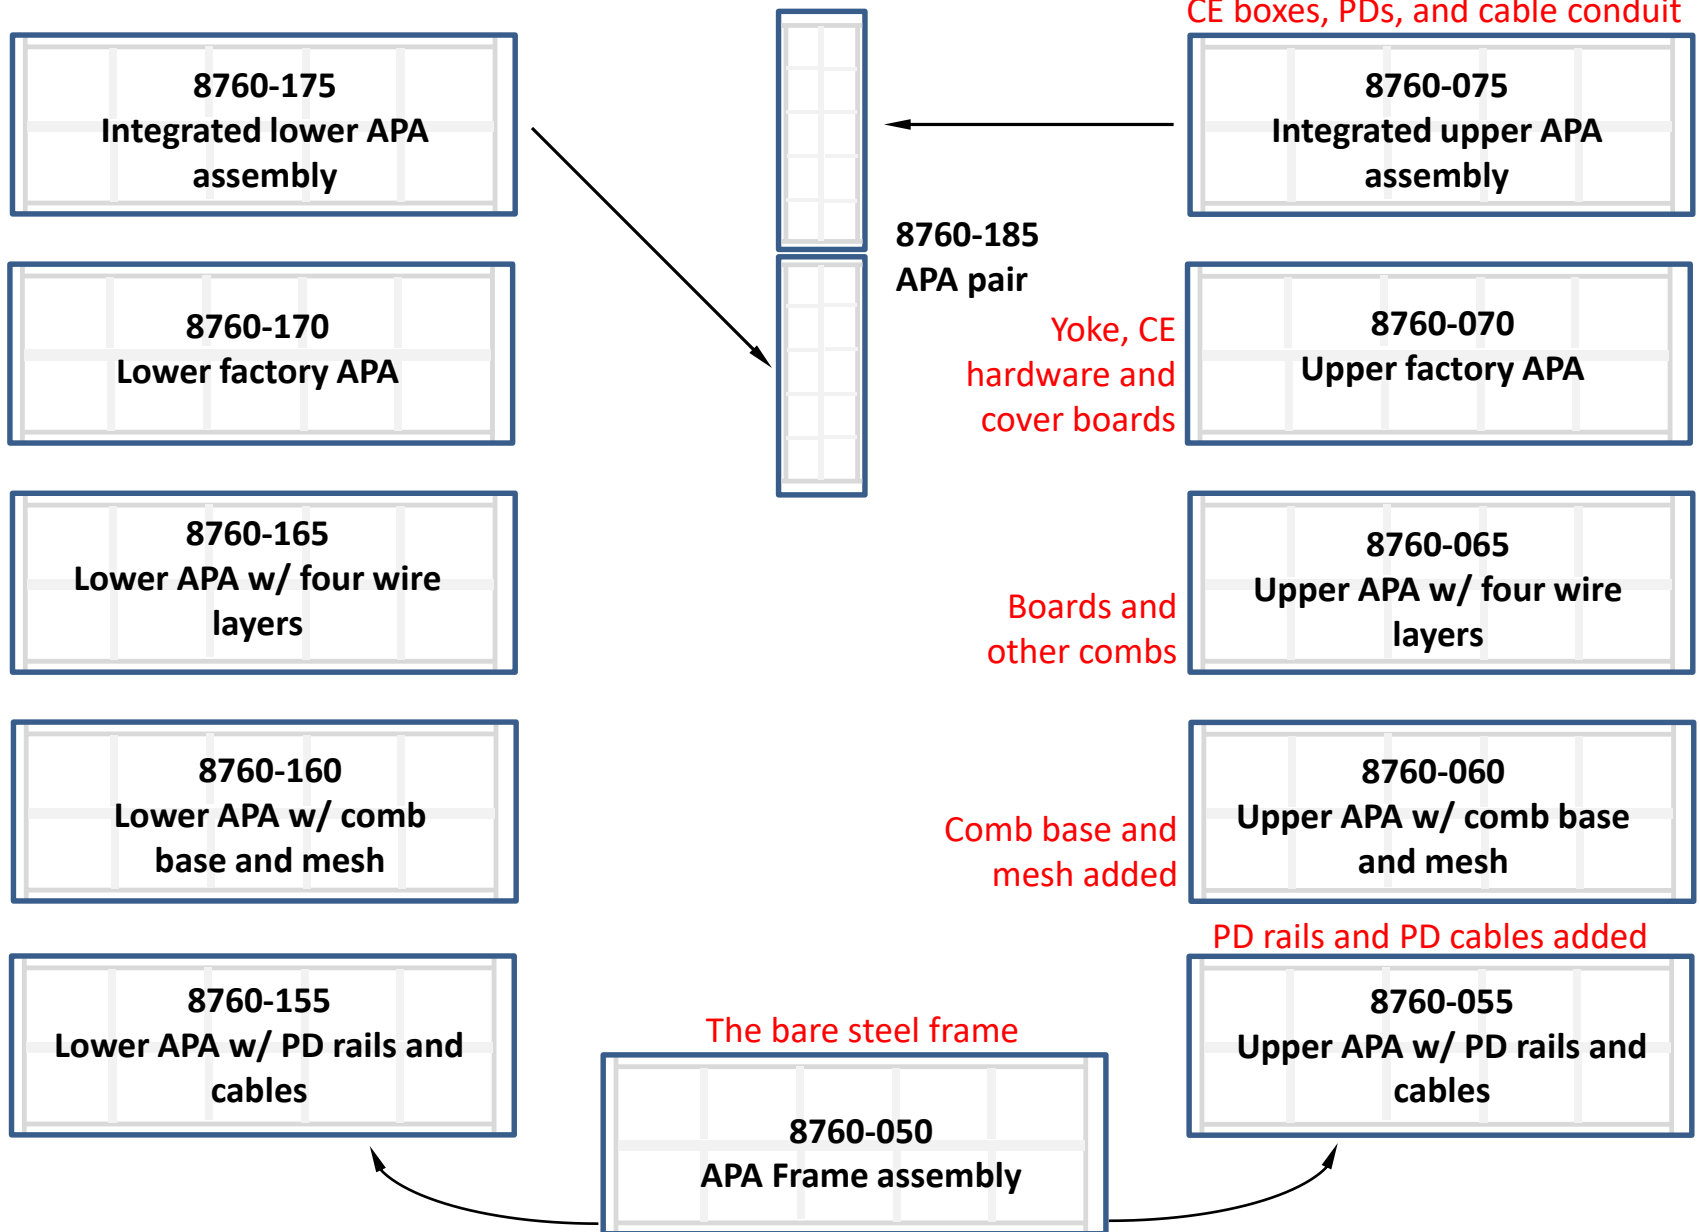 CE boxes, PDs, and cable conduit
8760-175
Integrated lower APA
assembly
8760-075
Integrated upper APA
assembly
8760-185
APA pair
8760-170
Lower factory APA
Yoke, CE
hardware and
cover boards
8760-070
Upper factory APA
8760-165
Lower APA w/ four wire
layers
Boards and
other combs
8760-065
Upper APA w/ four wire
layers
8760-160
Lower APA w/ comb
base and mesh
Comb base and
mesh added
8760-060
Upper APA w/ comb base
and mesh
PD rails and PD cables added
8760-155
Lower APA w/ PD rails and
cables
8760-055
Upper APA w/ PD rails and
cables
The bare steel frame
8760-050
APA Frame assembly